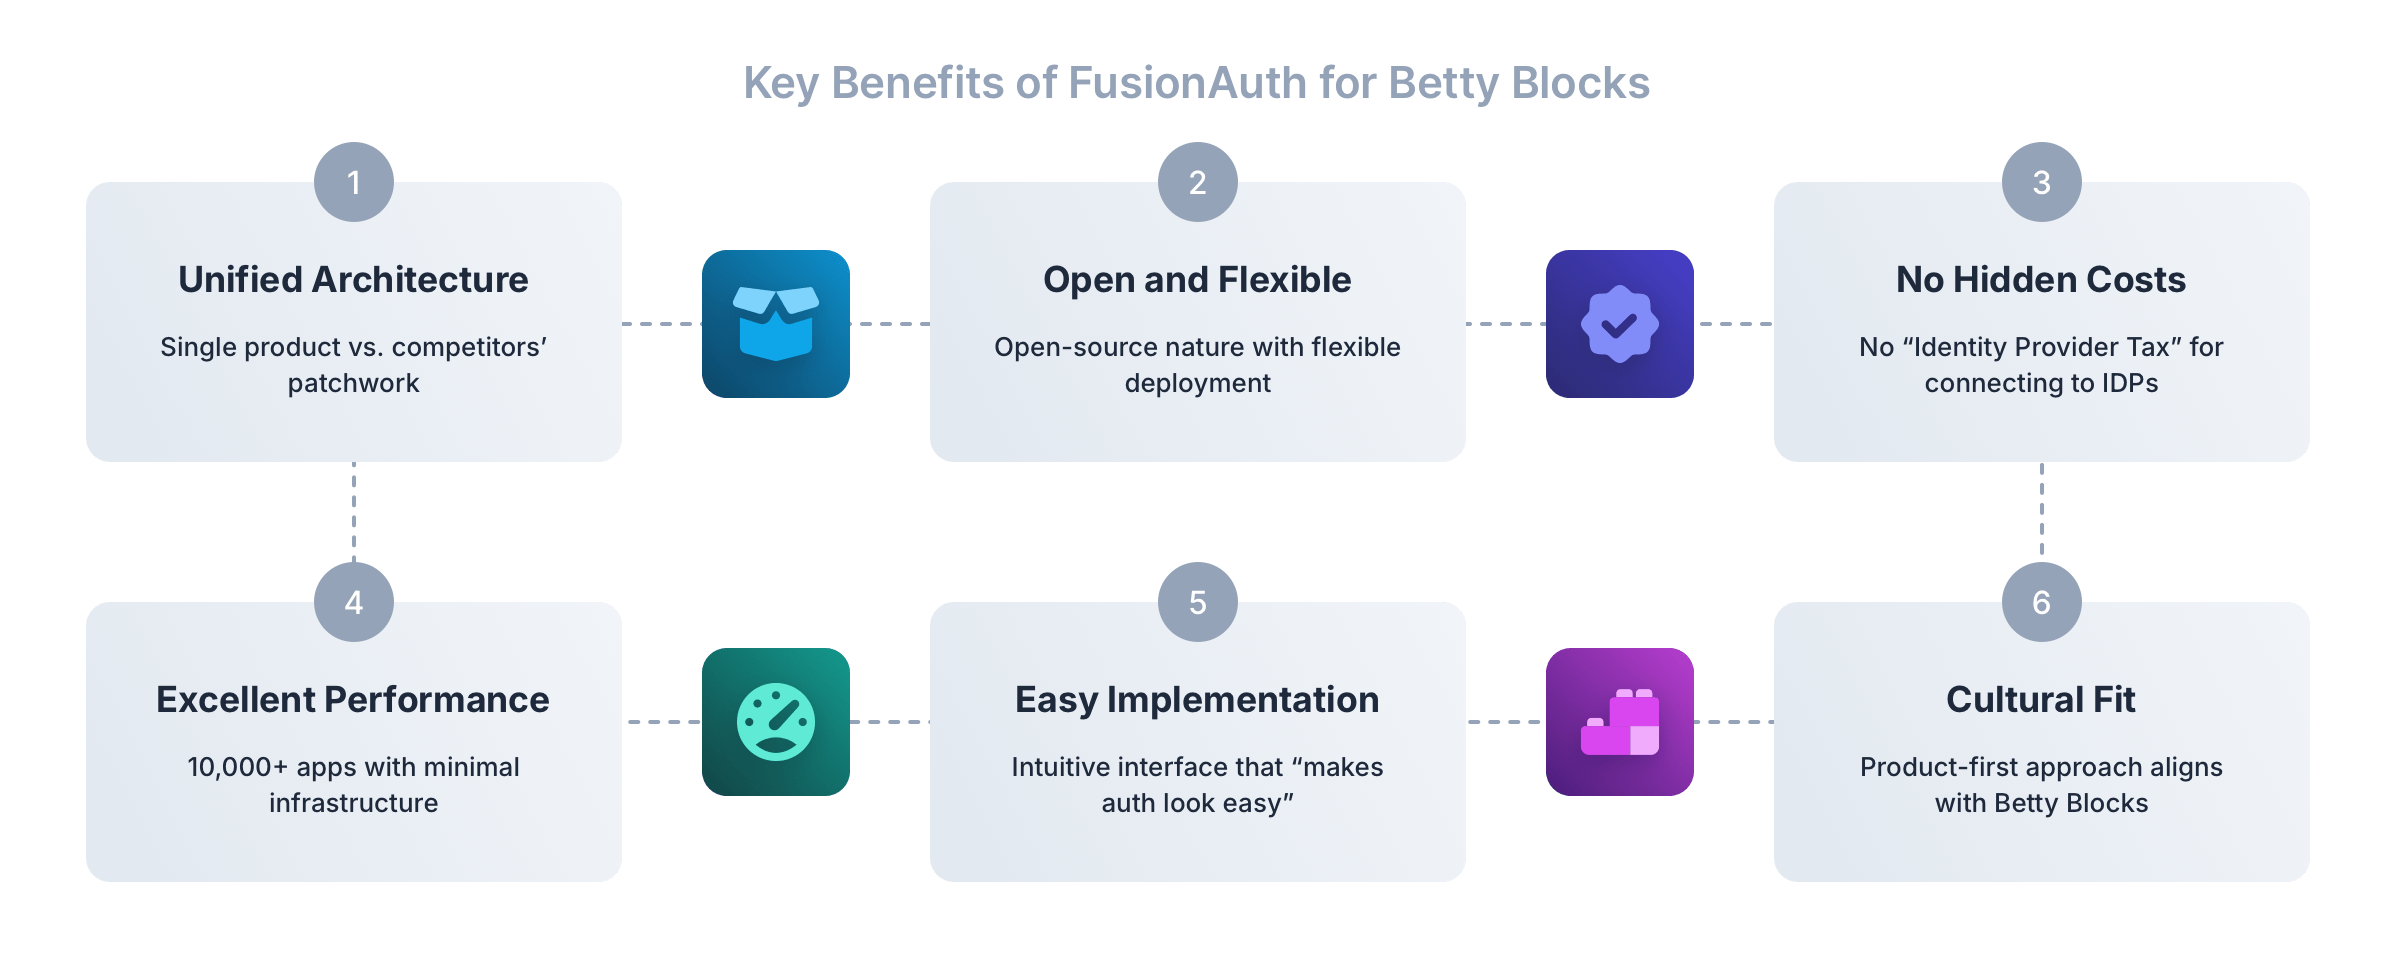 Key Benefits of FusionAuth for Betty Blocks
1
Unified Architecture
Single product vs. competitors’
patchwork
2
Open and Flexible
Open-source nature with flexible
deployment
3
No Hidden Costs
No “Identity Provider Tax” for
connecting to IDPs
4
Excellent Performance
10,000+ apps with minimal
infrastructure
5
Easy Implementation
Intuitive interface that “makes
auth look easy”
6
Cultural Fit
Product-first approach aligns
with Betty Blocks